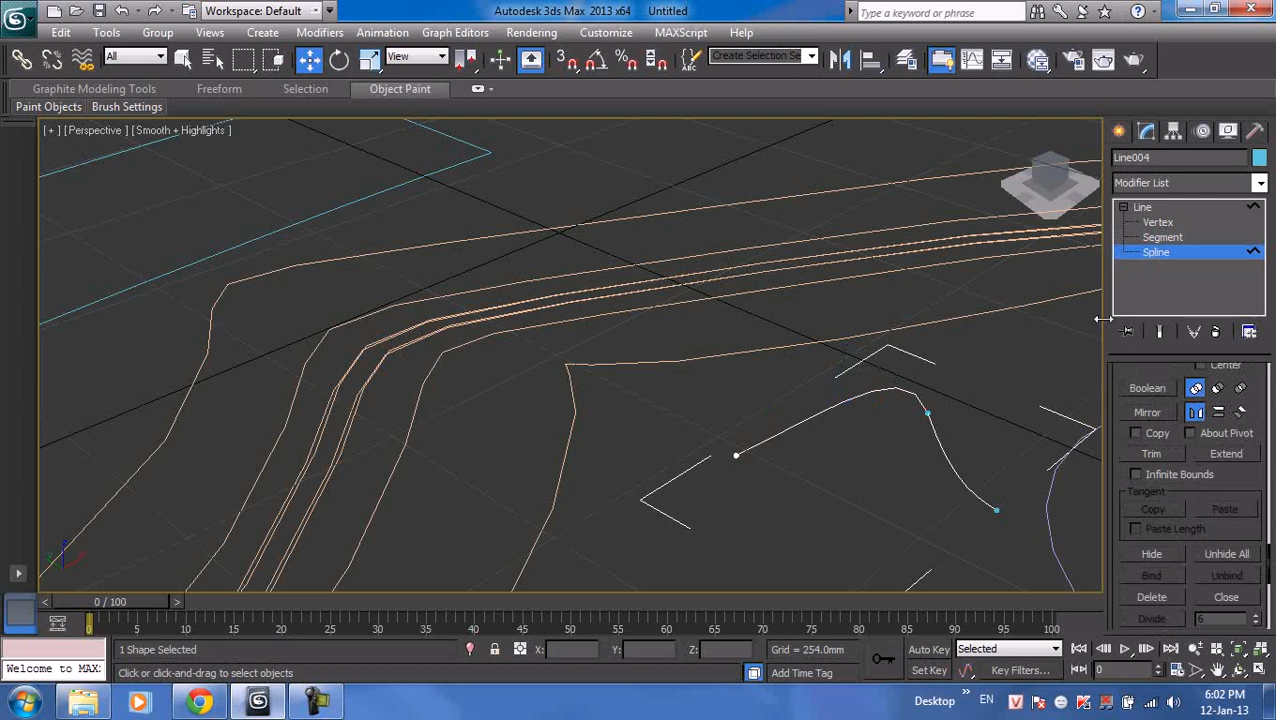 Workspace: Default
Autodesk 3ds Max 2013 x64 Untitled
Type a keyword or phrase
Edit Tools Group Views Create Modifiers Animation Graph Editors Rendering Customize MAXScript Help
All View 3 Create Selection Se
Graphite Modeling Tools Freeform Selection Object Paint
Paint Objects Brush Settings
[ + ] [ Perspective ] [ Smooth + Highlights ]
Line004
Modifier List
Line
Vertex
Segment
Spline
Center
Boolean
Mirror
Copy About Pivot
Trim Extend
Infinite Bounds
Tangent
Copy Paste
Paste Length
Hide Unhide All
Bind Unbind
Delete Close
Divide 6
0 / 100
0 5 10 15 20 25 30 35 40 45 50 55 60 65 70 75 80 85 90 95 100
1 Shape Selected X: Y: Z: Grid = 254.0mm Auto Key Selected
Welcome to MAX: Click or click-and-drag to select objects Add Time Tag Set Key Key Filters... 0
Desktop » EN 6:02 PM
12-Jan-13